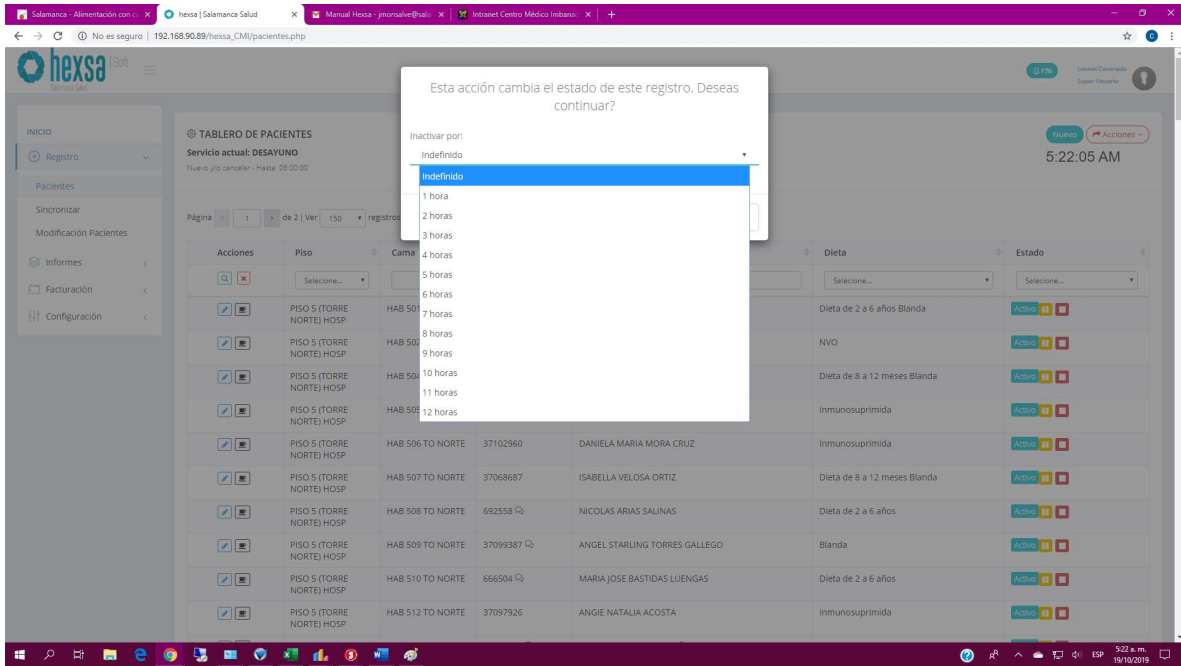 Salamanca - Alimentación con ca
hexsa | Salamanca Salud
Manual Hexsa - jmonsalve@sala
Intranet Centro Médico Imbanac
No es seguro | 192.168.90.89/hexsa_CMI/pacientes.php
C
hexsa Soft
Salamanca Salud
176
Leonel Coronado
Super Usuario
Esta acción cambia el estado de este registro. Deseas
continuar?
Inactivar por:
Indefinido
Indefinido
1 hora
2 horas
3 horas
4 horas
5 horas
6 horas
7 horas
8 horas
9 horas
10 horas
11 horas
12 horas
INICIO
Registro
Pacientes
Sincronizar
Modificación Pacientes
Informes
Facturación
Configuración
TABLERO DE PACIENTES
Servicio actual: DESAYUNO
Nuevo y/o cancelar - Hasta: 06:00:00
Nuevo Acciones
5:22:05 AM
Página 1 de 2 | Ver 150 registros
Acciones Piso Cama Dieta Estado
Selecione... Selecione... Selecione...
PISO 5 (TORRE NORTE) HOSP HAB 501 Dieta de 2 a 6 años Blanda Activo
PISO 5 (TORRE NORTE) HOSP HAB 502 NVO Activo
PISO 5 (TORRE NORTE) HOSP HAB 504 Dieta de 8 a 12 meses Blanda Activo
PISO 5 (TORRE NORTE) HOSP HAB 505 Inmunosuprimida Activo
PISO 5 (TORRE NORTE) HOSP HAB 506 TO NORTE 37102960 DANIELA MARIA MORA CRUZ Inmunosuprimida Activo
PISO 5 (TORRE NORTE) HOSP HAB 507 TO NORTE 37068687 ISABELLA VELOSA ORTIZ Dieta de 8 a 12 meses Blanda Activo
PISO 5 (TORRE NORTE) HOSP HAB 508 TO NORTE 692558 NICOLAS ARIAS SALINAS Dieta de 2 a 6 años Activo
PISO 5 (TORRE NORTE) HOSP HAB 509 TO NORTE 37099387 ANGEL STARLING TORRES GALLEGO Blanda Activo
PISO 5 (TORRE NORTE) HOSP HAB 510 TO NORTE 666504 MARIA JOSE BASTIDAS LUENGAS Dieta de 2 a 6 años Activo
PISO 5 (TORRE NORTE) HOSP HAB 512 TO NORTE 37097926 ANGIE NATALIA ACOSTA Inmunosuprimida Activo
ESP
5:22 a. m.
19/10/2019